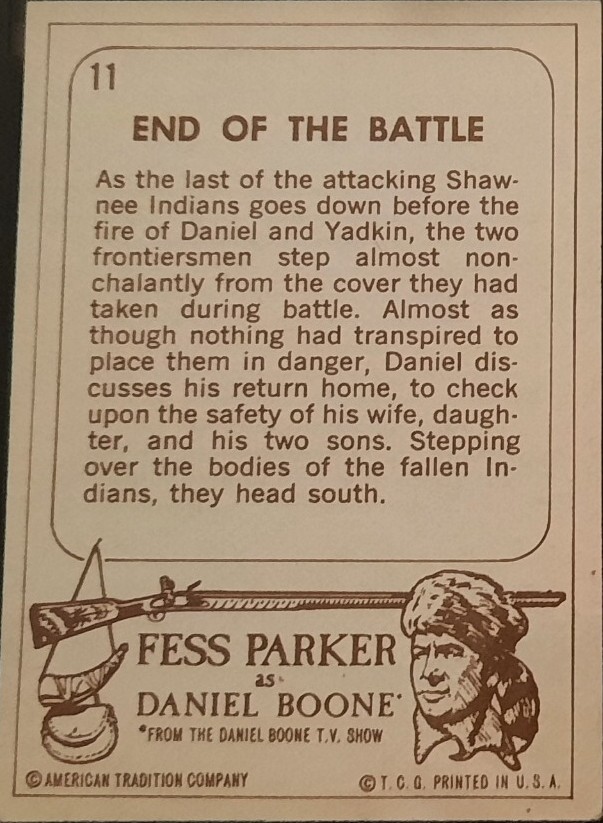 11
END OF THE BATTLE
As the last of the attacking Shaw-
nee Indians goes down before the
fire of Daniel and Yadkin, the two
frontiersmen step almost non-
chalantly from the cover they had
taken during battle. Almost as
though nothing had transpired to
place them in danger, Daniel dis-
cusses his return home, to check
upon the safety of his wife, daugh-
ter, and his two sons. Stepping
over the bodies of the fallen In-
dians, they head south.
FESS PARKER
as
DANIEL BOONE*
*FROM THE DANIEL BOONE T.V. SHOW
© AMERICAN TRADITION COMPANY
© T. C. G. PRINTED IN U. S. A.